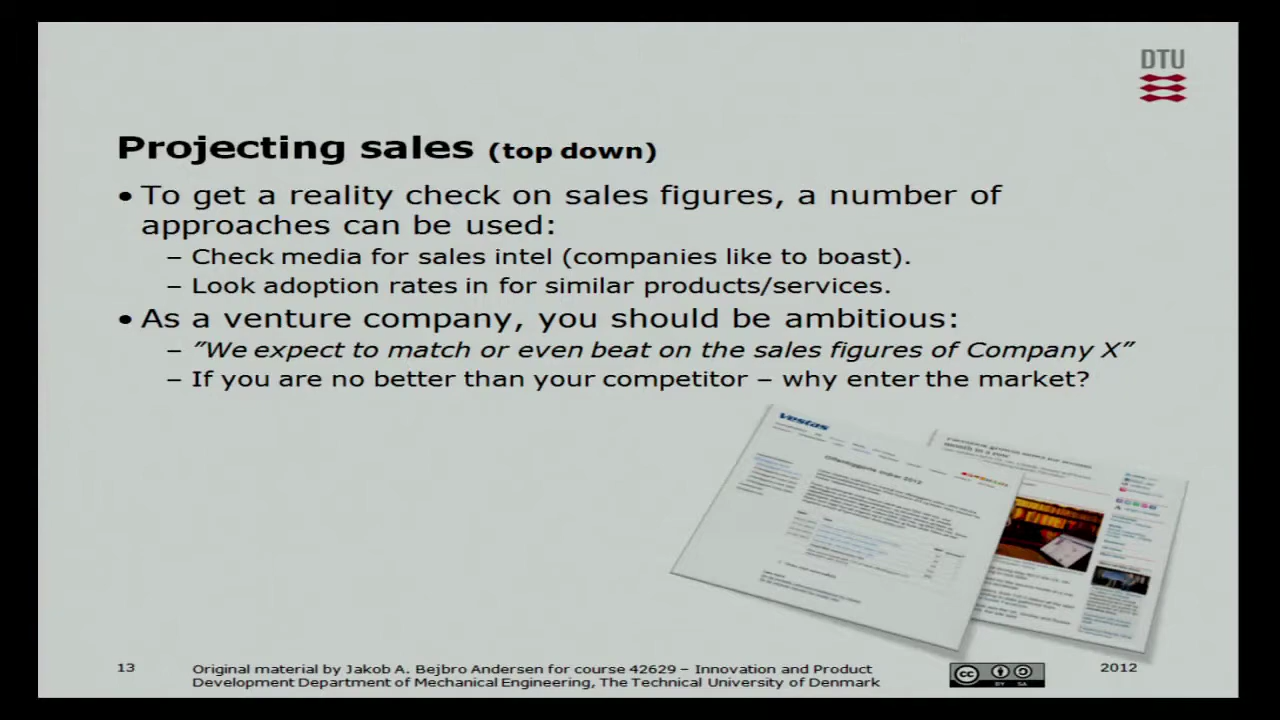 DTU
Projecting sales (top down)
• To get a reality check on sales figures, a number of
approaches can be used:
– Check media for sales intel (companies like to boast).
– Look adoption rates in for similar products/services.
• As a venture company, you should be ambitious:
– ”We expect to match or even beat on the sales figures of Company X”
– If you are no better than your competitor – why enter the market?
Vestas
13
Original material by Jakob A. Bejbro Andersen for course 42629 – Innovation and Product
Development Department of Mechanical Engineering, The Technical University of Denmark
cc
BY SA
2012